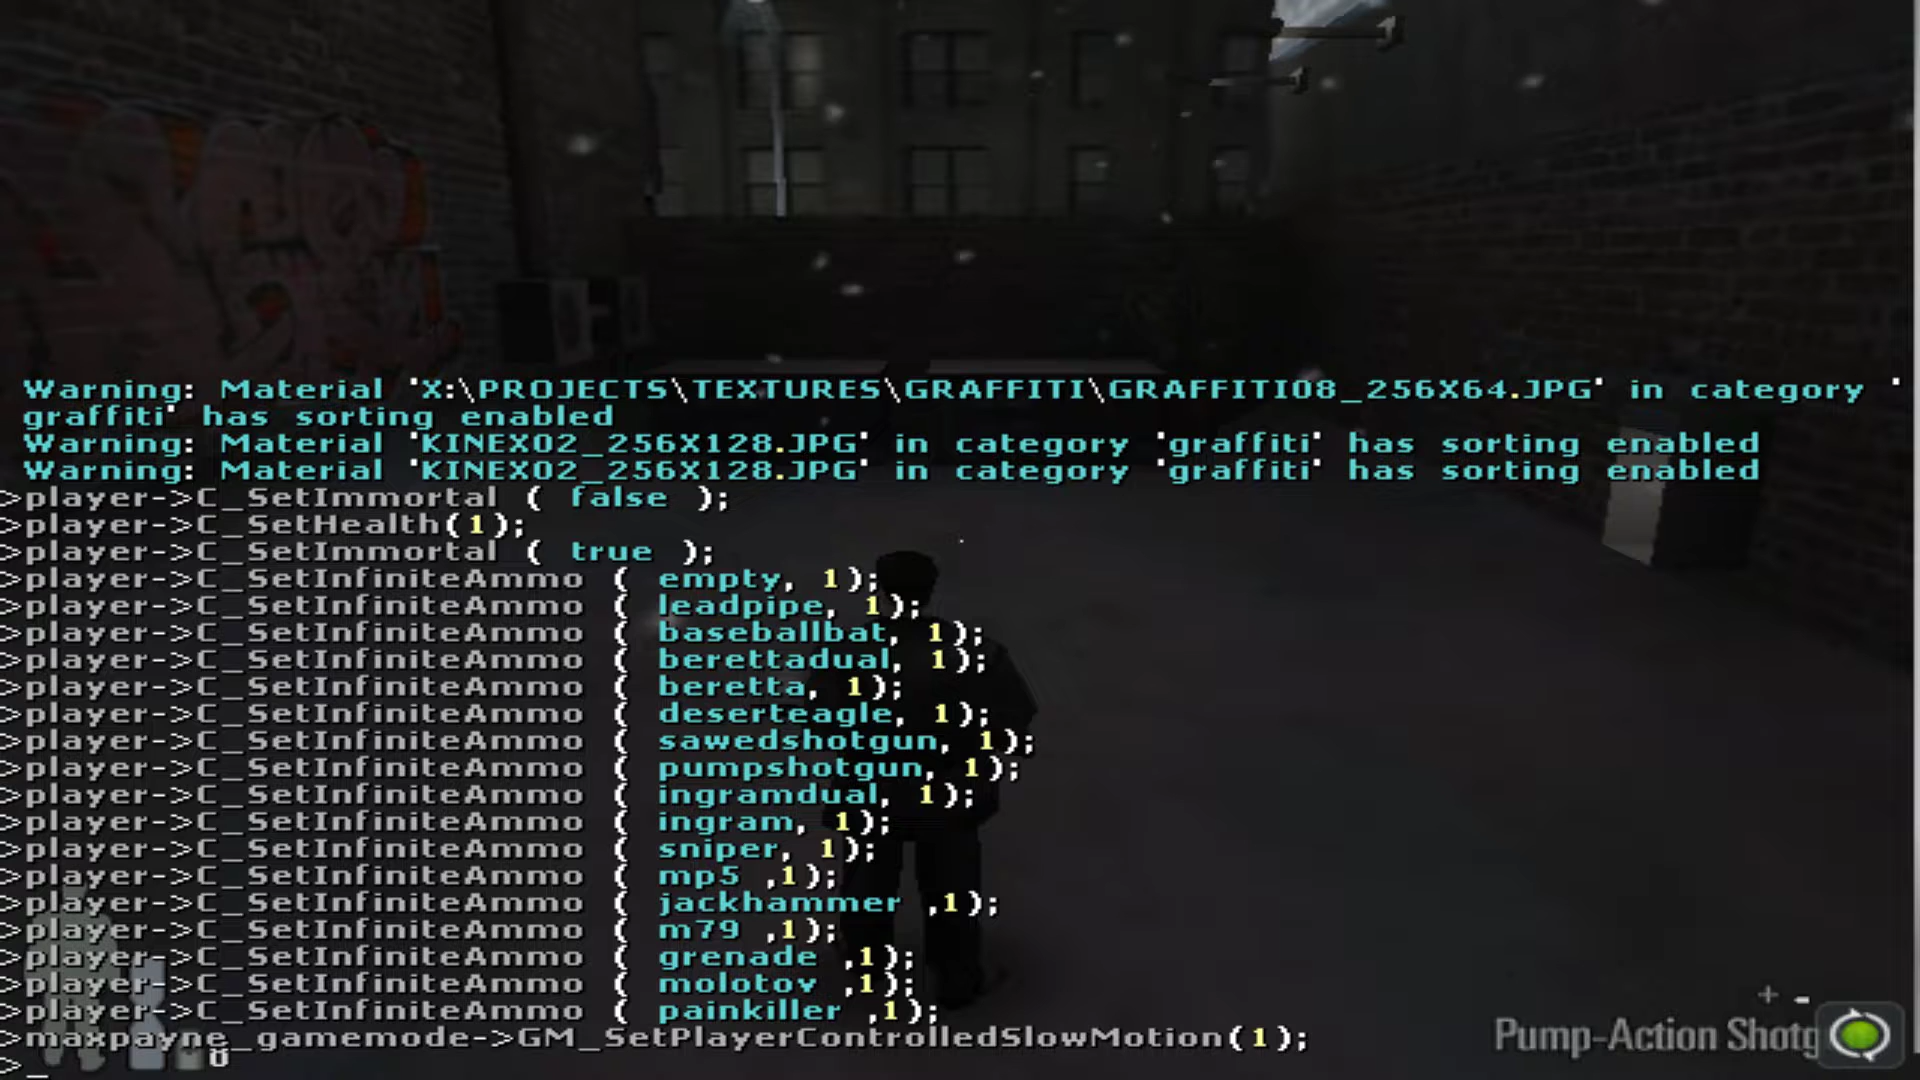 Warning: Material 'X:\PROJECTS\TEXTURES\GRAFFITI\GRAFFITI08_256X64.JPG' in category '
graffiti' has sorting enabled
Warning: Material 'KINEX02_256X128.JPG' in category 'graffiti' has sorting enabled
Warning: Material 'KINEX02_256X128.JPG' in category 'graffiti' has sorting enabled
>player->C_SetImmortal ( false );
>player->C_SetHealth(1);
>player->C_SetImmortal ( true );
>player->C_SetInfiniteAmmo ( empty, 1);
>player->C_SetInfiniteAmmo ( leadpipe, 1);
>player->C_SetInfiniteAmmo ( baseballbat, 1);
>player->C_SetInfiniteAmmo ( berettadual, 1);
>player->C_SetInfiniteAmmo ( beretta, 1);
>player->C_SetInfiniteAmmo ( deserteagle, 1);
>player->C_SetInfiniteAmmo ( sawedshotgun, 1);
>player->C_SetInfiniteAmmo ( pumpshotgun, 1);
>player->C_SetInfiniteAmmo ( ingramdual, 1);
>player->C_SetInfiniteAmmo ( ingram, 1);
>player->C_SetInfiniteAmmo ( sniper, 1);
>player->C_SetInfiniteAmmo ( mp5 ,1);
>player->C_SetInfiniteAmmo ( jackhammer ,1);
>player->C_SetInfiniteAmmo ( m79 ,1);
>player->C_SetInfiniteAmmo ( grenade ,1);
>player->C_SetInfiniteAmmo ( molotov ,1);
>player->C_SetInfiniteAmmo ( painkiller ,1);
>maxpayne_gamemode->GM_SetPlayerControlledSlowMotion(1);
>_
0
+ -
Pump-Action Shotg